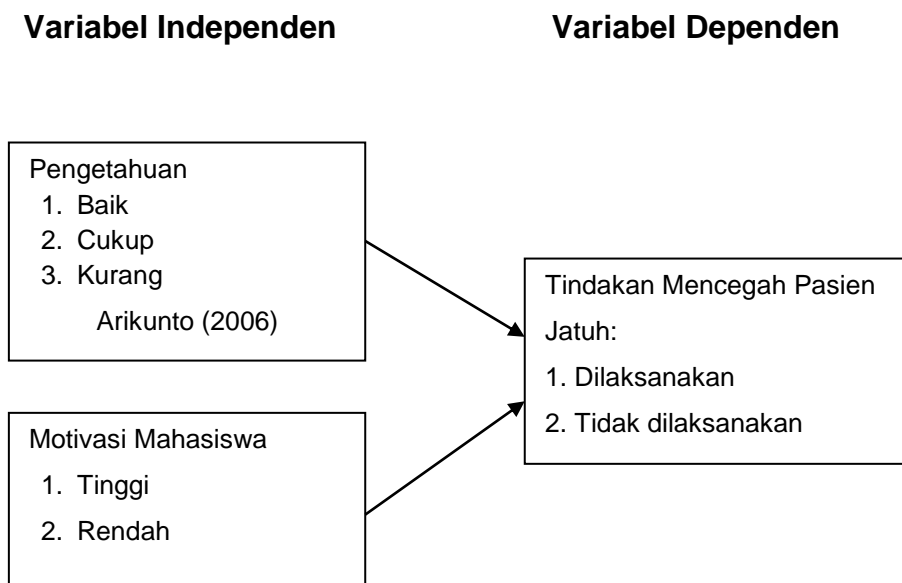 Variabel Independen
Variabel Dependen
Pengetahuan
1. Baik
2. Cukup
3. Kurang
Arikunto (2006)
Motivasi Mahasiswa
1. Tinggi
2. Rendah
Tindakan Mencegah Pasien
Jatuh:
1. Dilaksanakan
2. Tidak dilaksanakan